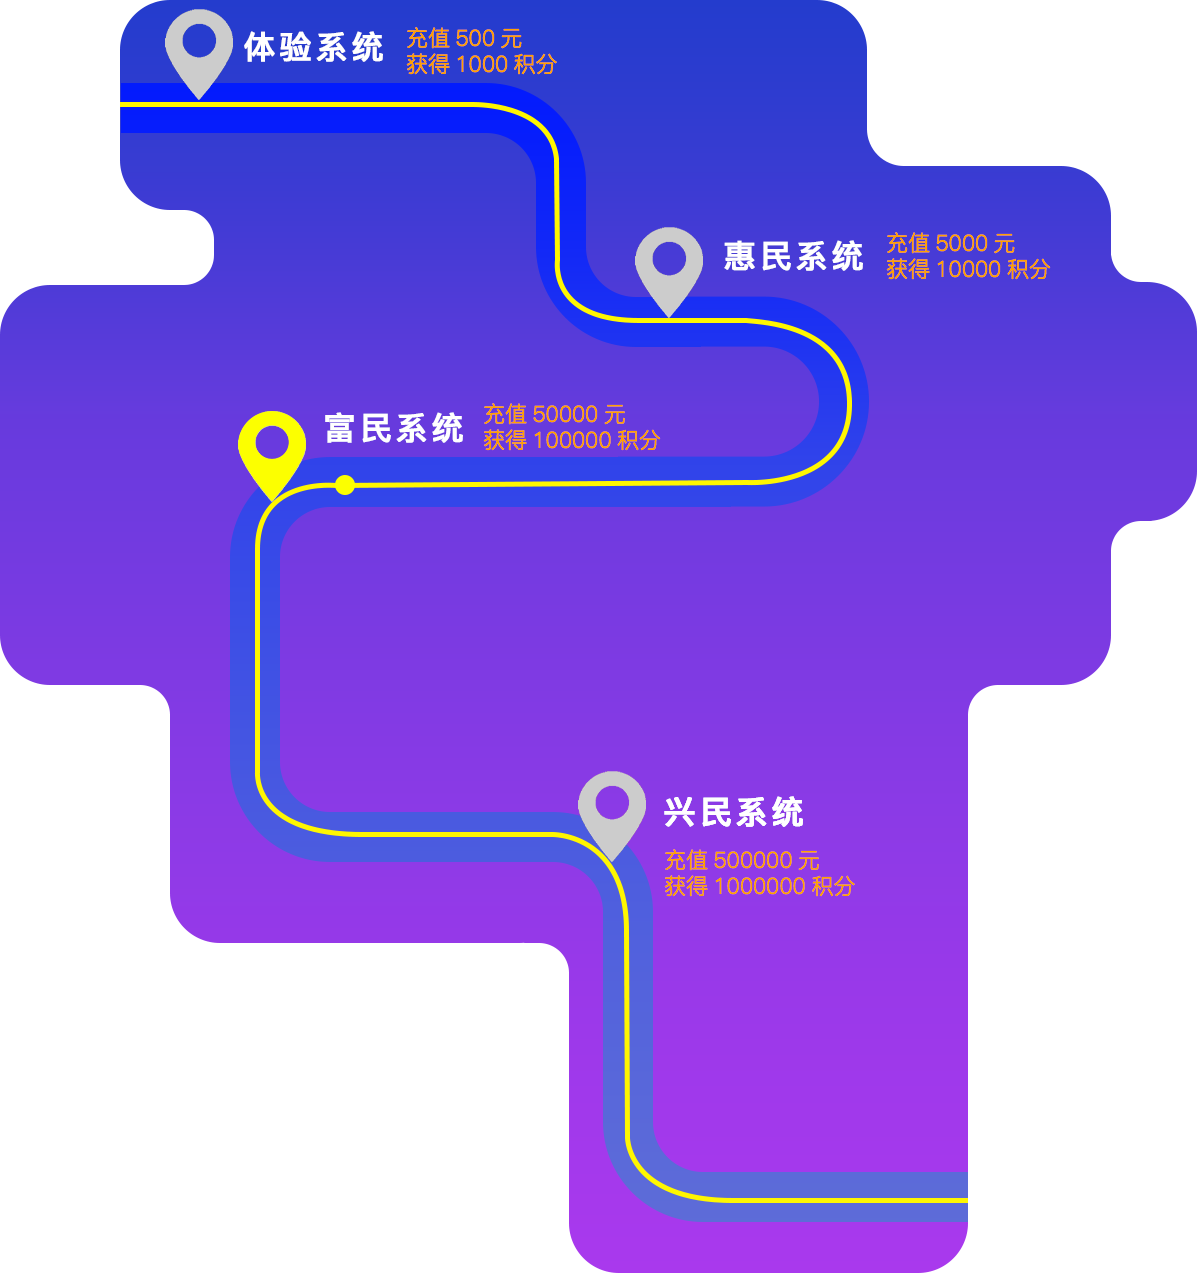 体验系统
充值 500 元
获得 1000 积分
惠民系统
充值 5000 元
获得 10000 积分
富民系统
充值 50000 元
获得 100000 积分
兴民系统
充值 500000 元
获得 1000000 积分